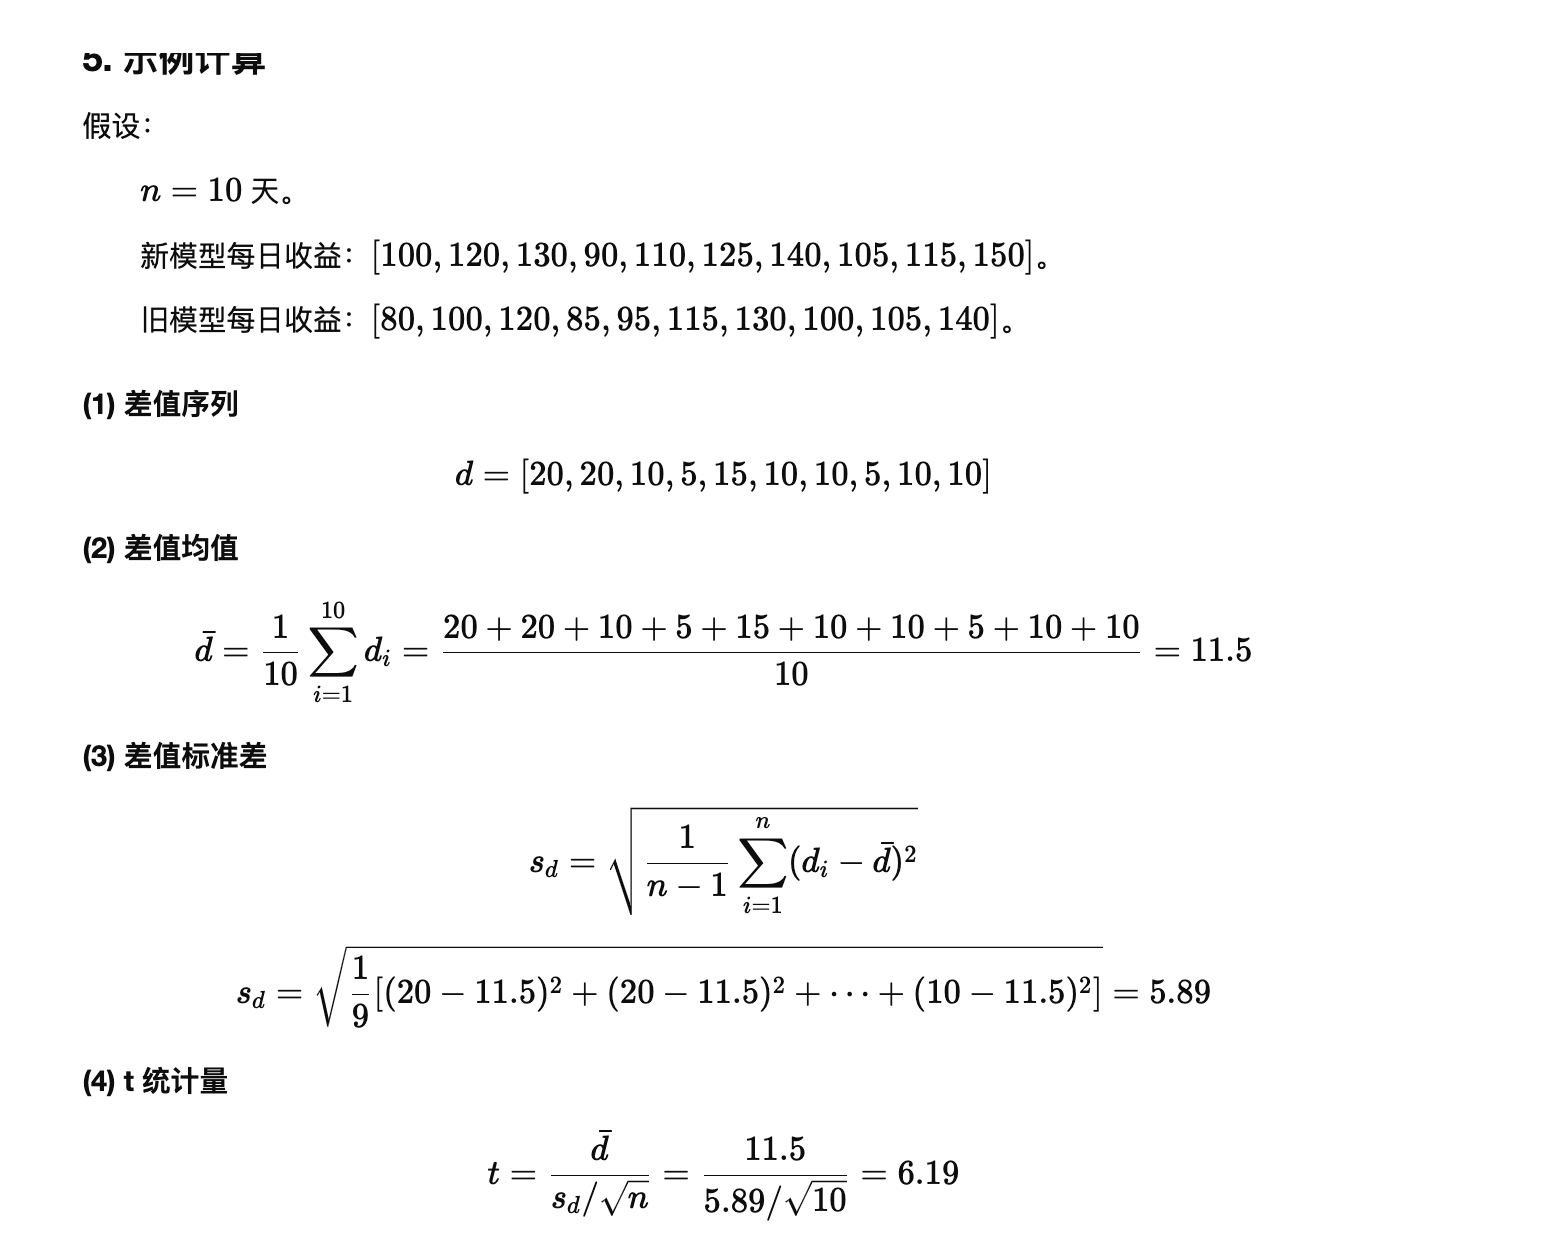 5. 示例计算
假设：
n = 10 天。
新模型每日收益：[100, 120, 130, 90, 110, 125, 140, 105, 115, 150]。
旧模型每日收益：[80, 100, 120, 85, 95, 115, 130, 100, 105, 140]。
(1) 差值序列
d = [20, 20, 10, 5, 15, 10, 10, 5, 10, 10]
(2) 差值均值
\bar{d} = \frac{1}{10} \sum_{i=1}^{10} d_i = \frac{20 + 20 + 10 + 5 + 15 + 10 + 10 + 5 + 10 + 10}{10} = 11.5
(3) 差值标准差
s_d = \sqrt{\frac{1}{n-1} \sum_{i=1}^{n} (d_i - \bar{d})^2}
s_d = \sqrt{\frac{1}{9} [(20 - 11.5)^2 + (20 - 11.5)^2 + \cdots + (10 - 11.5)^2]} = 5.89
(4) t 统计量
t = \frac{\bar{d}}{s_d/\sqrt{n}} = \frac{11.5}{5.89/\sqrt{10}} = 6.19